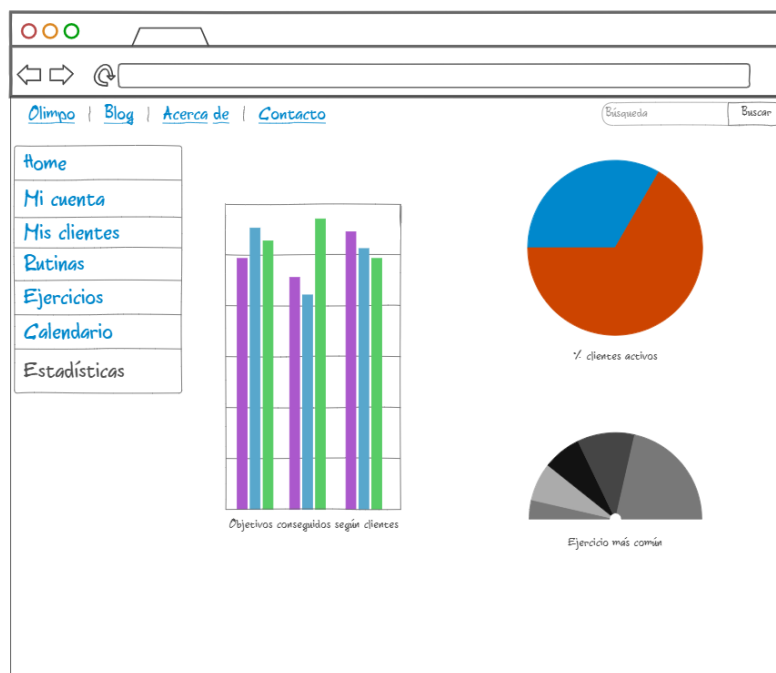 Olimpo | Blog | Acerca de | Contacto
Búsqueda
Buscar
Home
Mi cuenta
Mis clientes
Rutinas
Ejercicios
Calendario
Estadísticas
% clientes activos
Objetivos conseguidos según clientes
Ejercicio más común